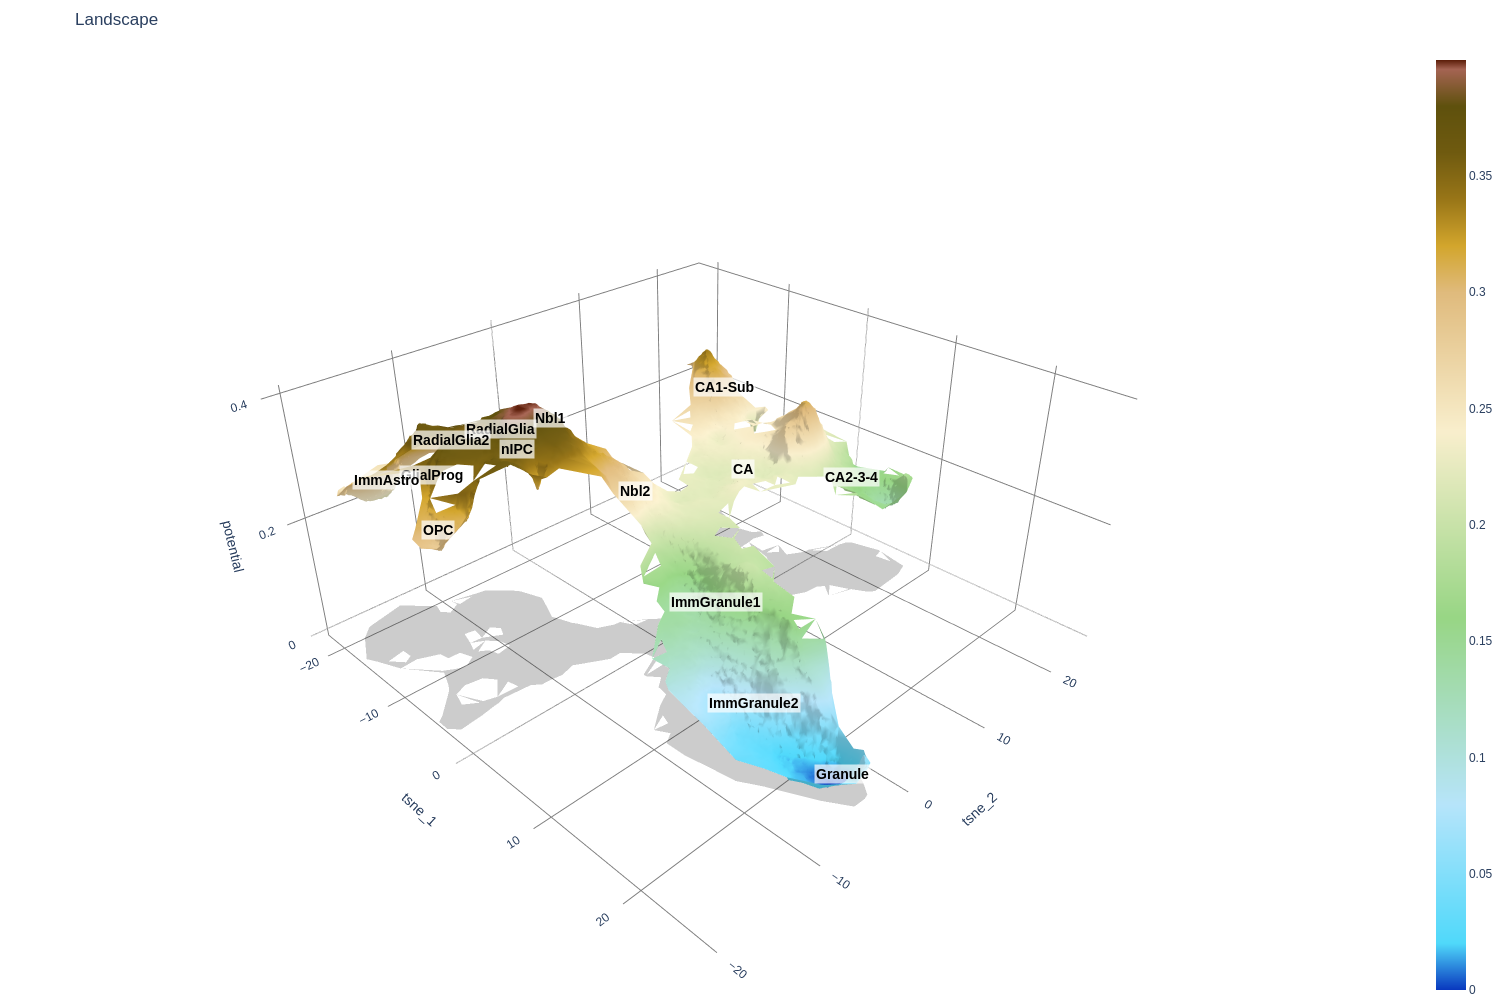 Landscape
0.35
0.3
0.25
0.2
0.15
0.1
0.05
0
0.4
0.2
0
potential
CA1-Sub
Nbl1
RadialGlia
RadialGlia2
nIPC
CA
GlialProg
ImmAstro
CA2-3-4
Nbl2
OPC
ImmGranule1
ImmGranule2
Granule
−20
−10
0
10
20
tsne_1
20
10
0
−10
−20
tsne_2